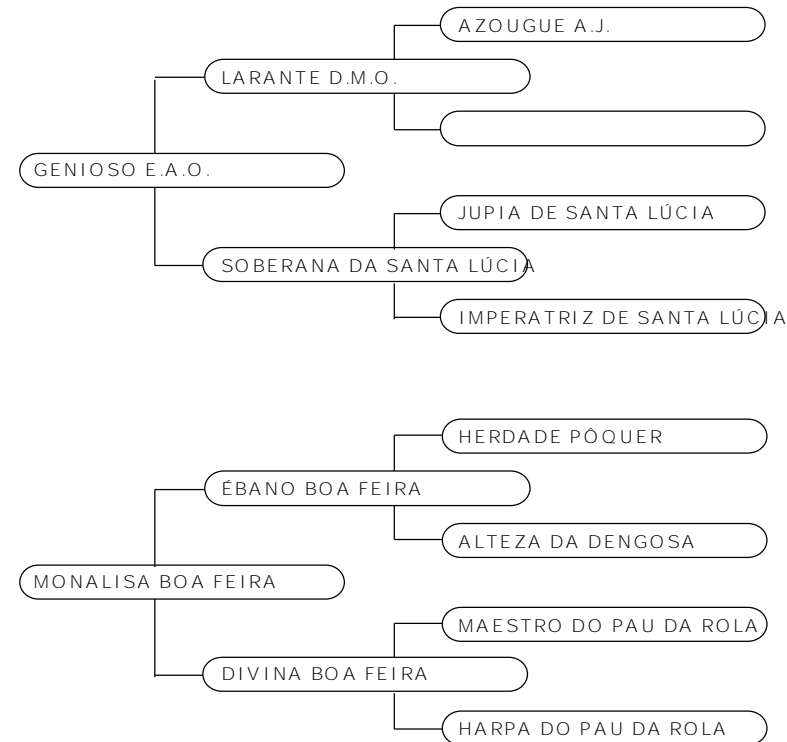 AZOUGUE A.J.
LARANTE D.M.O.
GENIOSO E.A.O.
JUPIA DE SANTA LÚCIA
SOBERANA DA SANTA LÚCIA
IMPERATRIZ DE SANTA LÚCIA
HERDADE PÔQUER
ÉBANO BOA FEIRA
ALTEZA DA DENGOSA
MONALISA BOA FEIRA
MAESTRO DO PAU DA ROLA
DIVINA BOA FEIRA
HARPA DO PAU DA ROLA